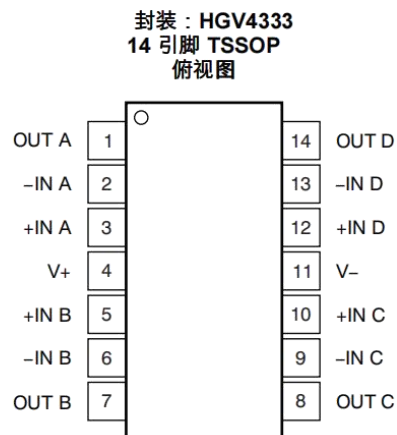 封装：HGV4333
14 引脚 TSSOP
俯视图
OUT A 1 14 OUT D
−IN A 2 13 −IN D
+IN A 3 12 +IN D
V+ 4 11 V−
+IN B 5 10 +IN C
−IN B 6 9 −IN C
OUT B 7 8 OUT C